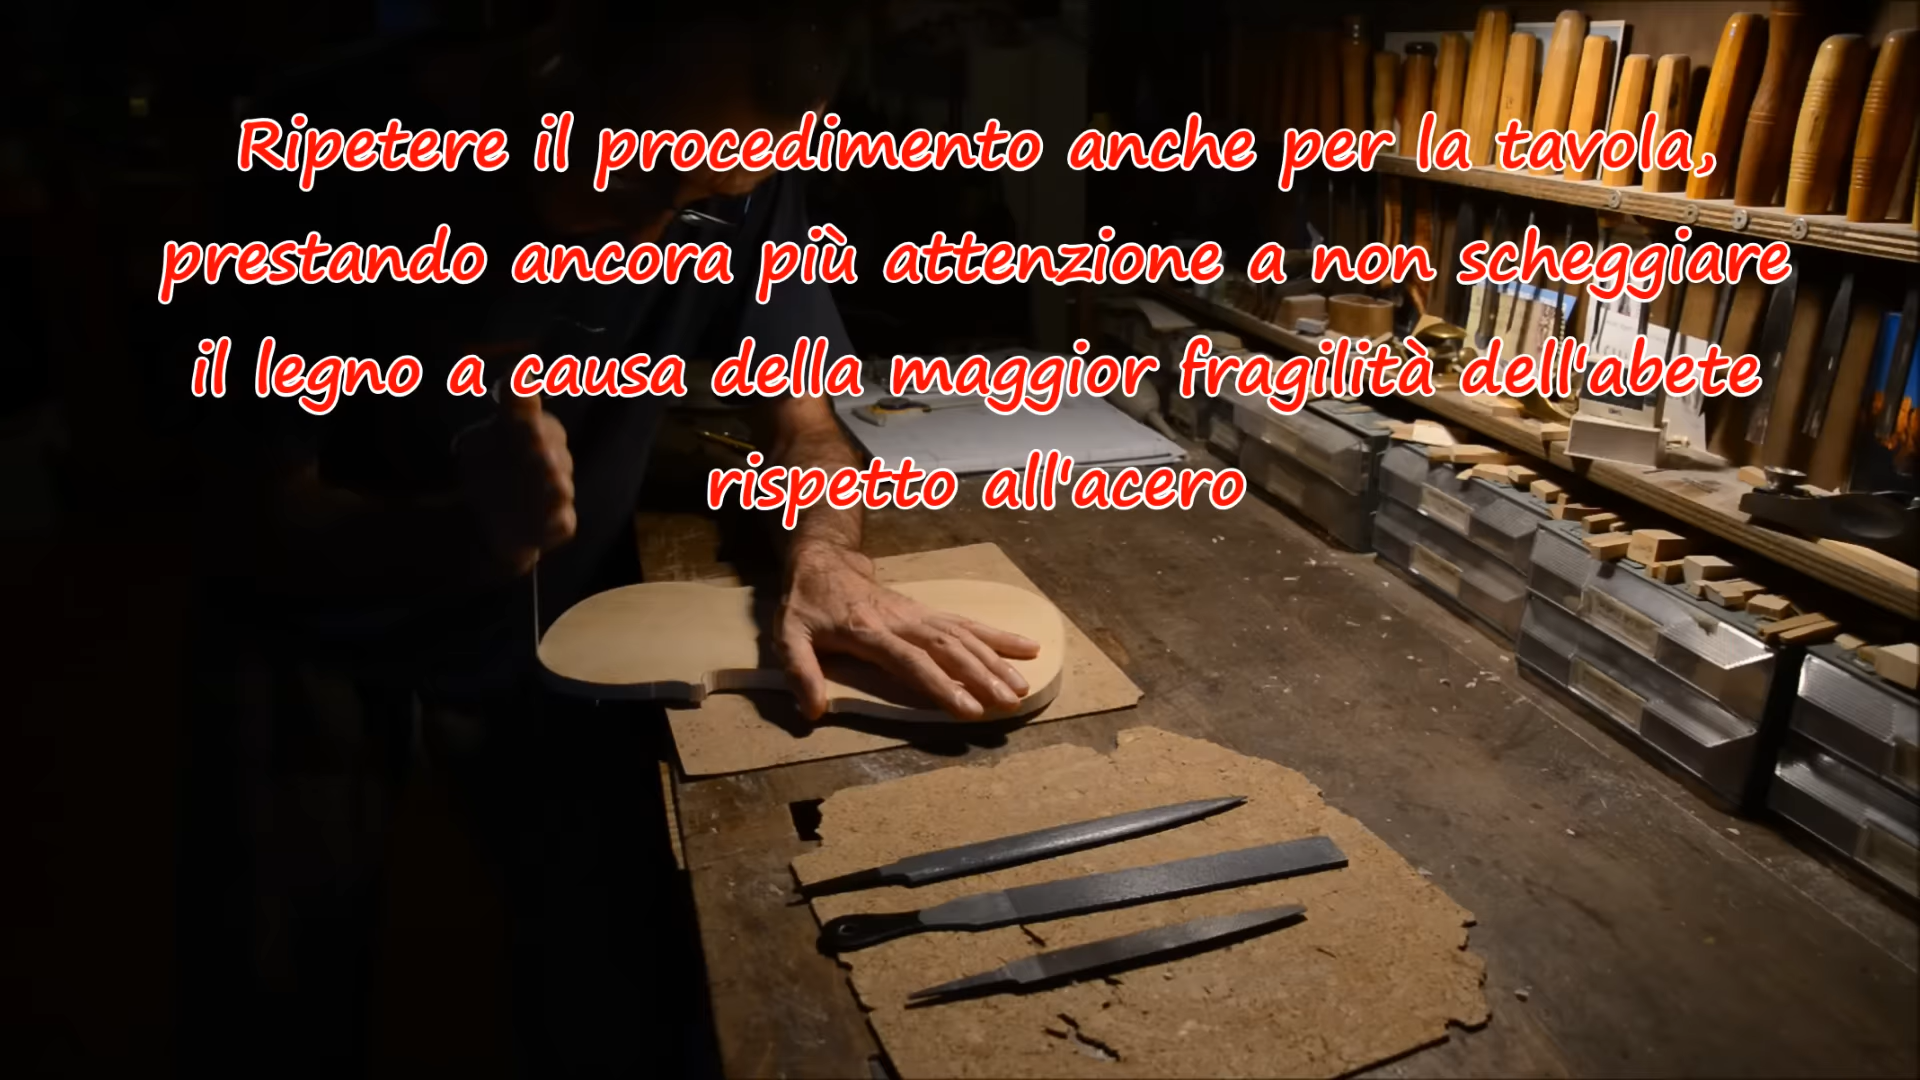 Ripetere il procedimento anche per la tavola,
prestando ancora più attenzione a non scheggiare
il legno a causa della maggior fragilità dell'abete
rispetto all'acero